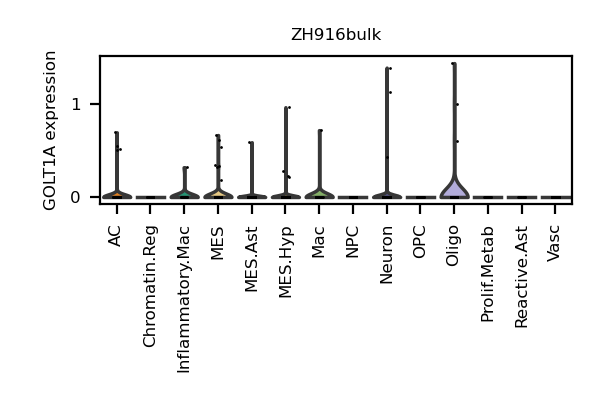 ZH916bulk
GOLT1A expression
1
0
AC
Chromatin.Reg
Inflammatory.Mac
MES
MES.Ast
MES.Hyp
Mac
NPC
Neuron
OPC
Oligo
Prolif.Metab
Reactive.Ast
Vasc